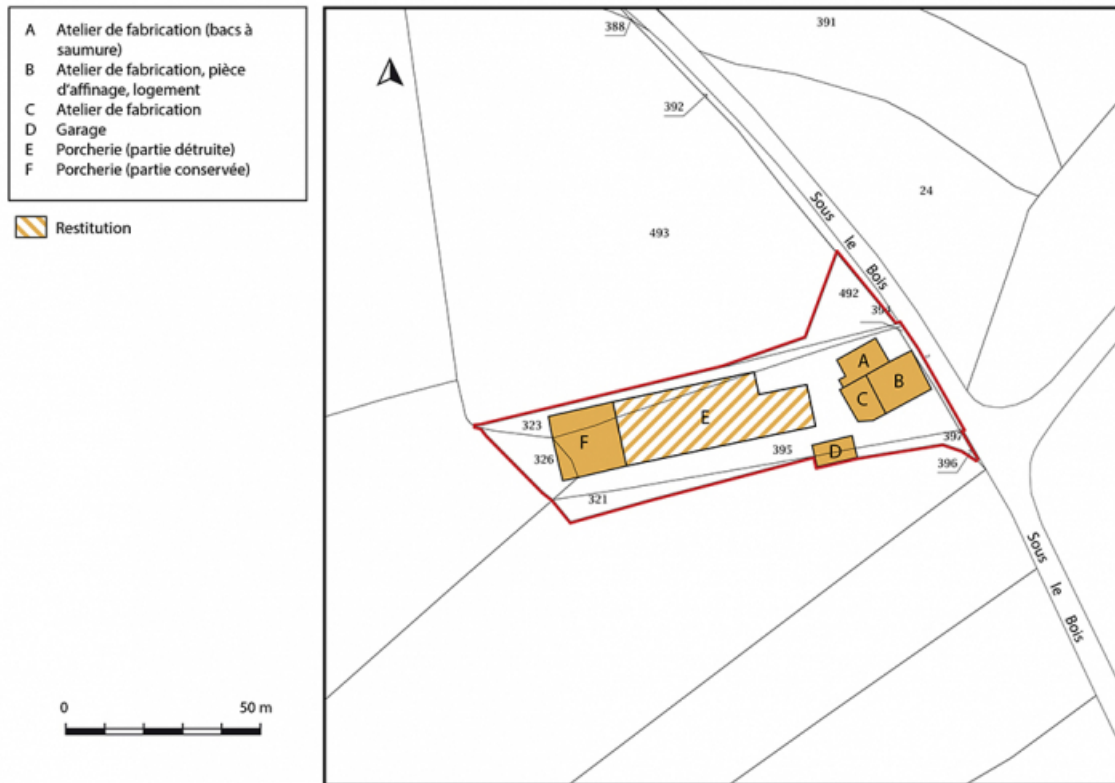 A Atelier de fabrication (bacs à
saumure)
B Atelier de fabrication, pièce
d'affinage, logement
C Atelier de fabrication
D Garage
E Porcherie (partie détruite)
F Porcherie (partie conservée)
Restitution
0 50 m
388
391
392
24
493
Sous le Bois
492
A
B
C
323
E
F
326
395
D
397
396
321
Sous le Bois